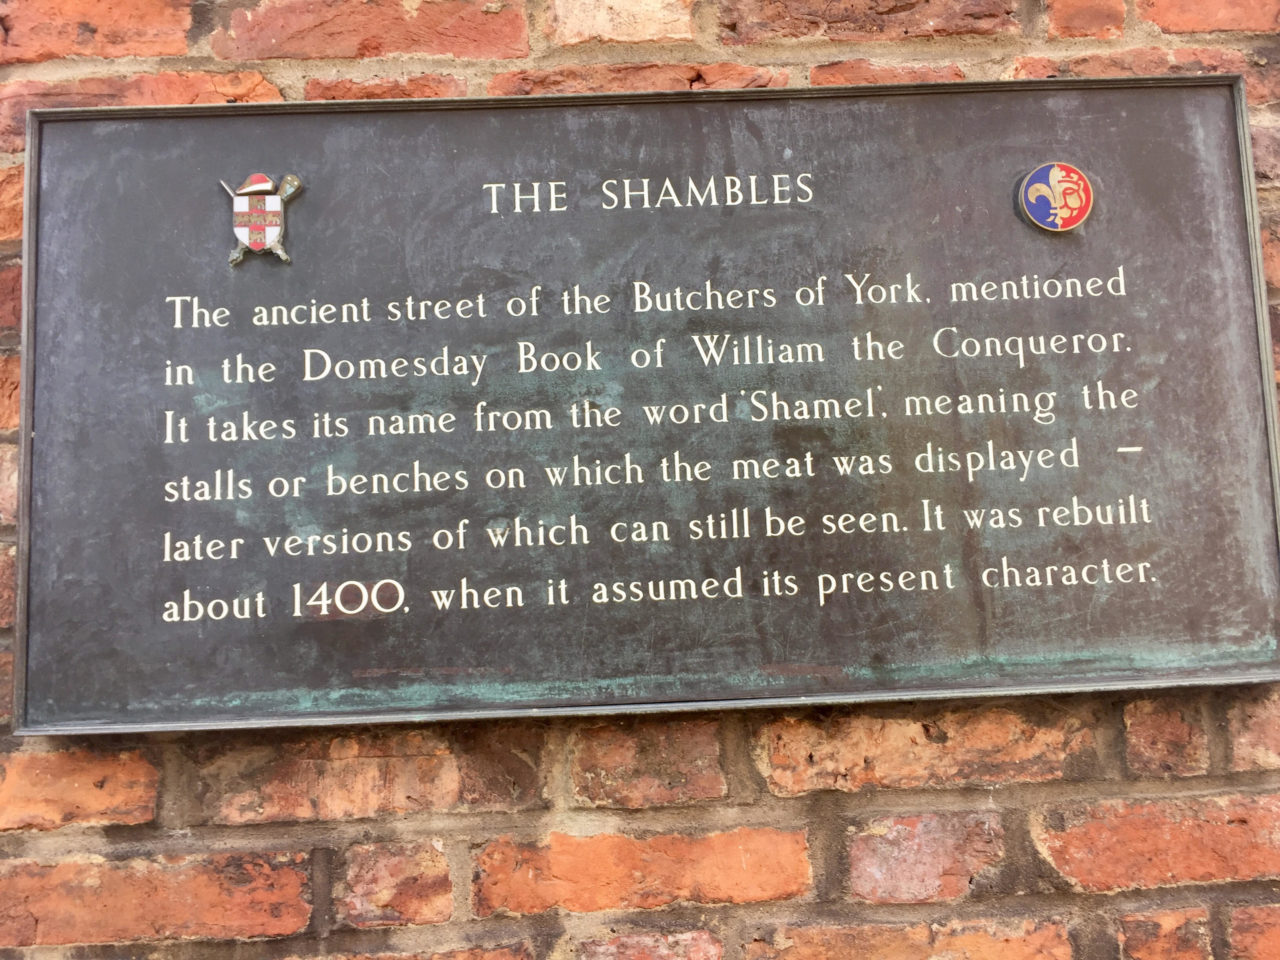 THE SHAMBLES
The ancient street of the Butchers of York, mentioned
in the Domesday Book of William the Conqueror.
It takes its name from the word 'Shamel', meaning the
stalls or benches on which the meat was displayed –
later versions of which can still be seen. It was rebuilt
about 1400, when it assumed its present character.